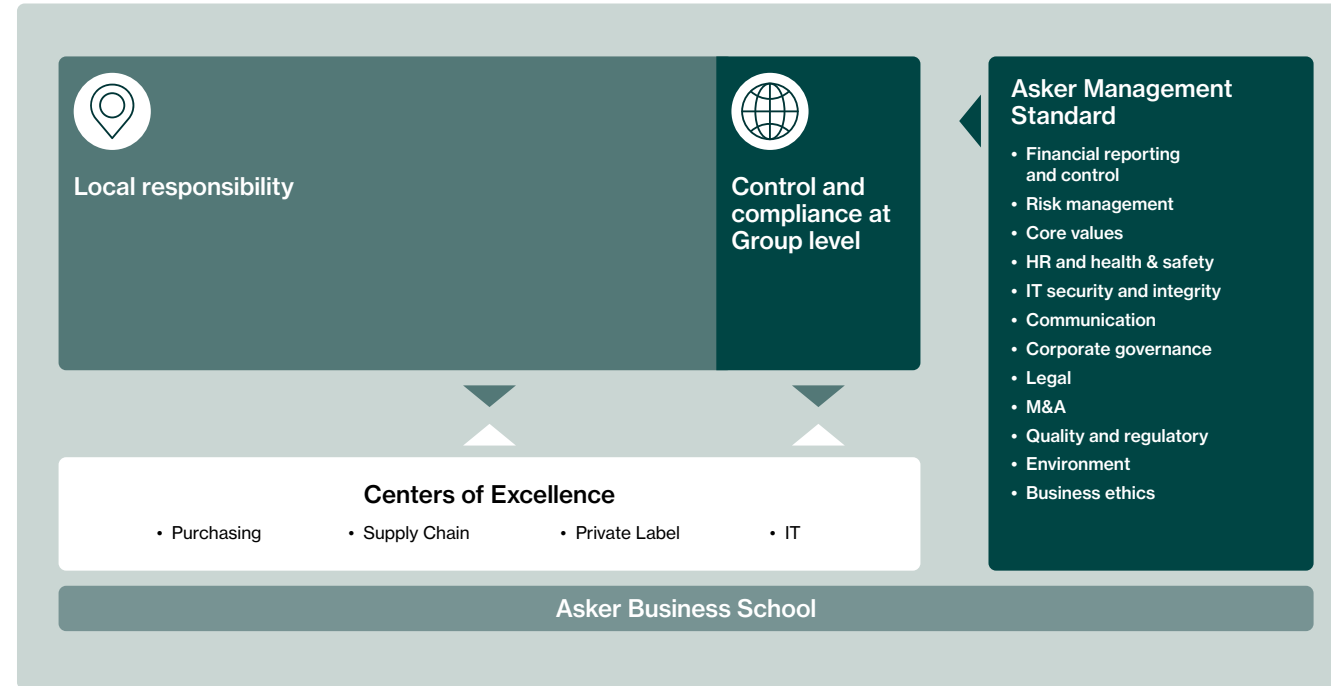 Local responsibility
Control and
compliance at
Group level
Asker Management
Standard
• Financial reporting
and control
• Risk management
• Core values
• HR and health & safety
• IT security and integrity
• Communication
• Corporate governance
• Legal
• M&A
• Quality and regulatory
• Environment
• Business ethics
Centers of Excellence
• Purchasing • Supply Chain • Private Label • IT
Asker Business School